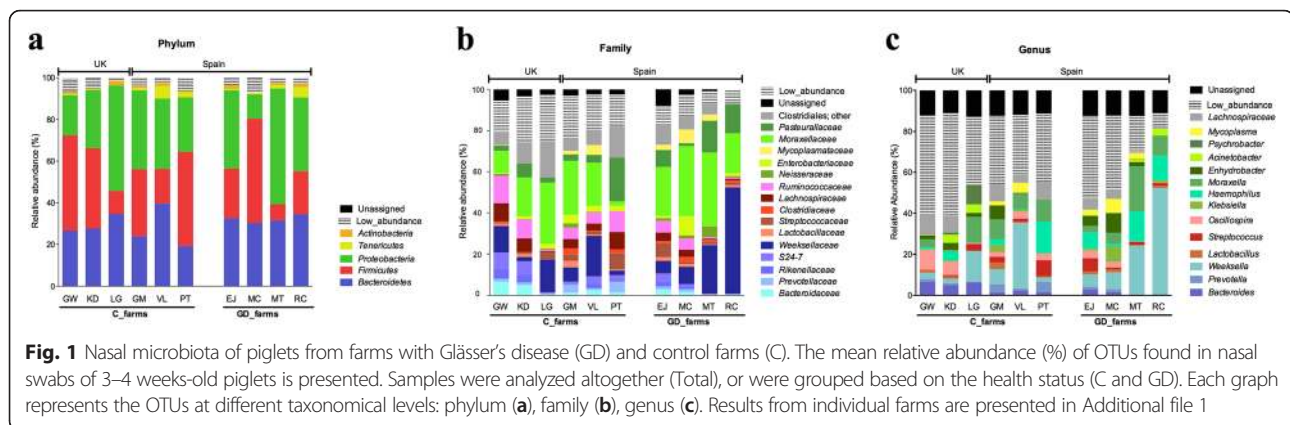 a
Phylum
UK
Spain
Relative abundance (%)
100
80
60
40
20
0
GW KD LG GM VL PT EJ MC MT RC
C_farms
GD_farms
Unassigned
Low_abundance
Actinobacteria
Tenericutes
Proteobacteria
Firmicutes
Bacteroidetes
b
Family
UK
Spain
Relative abundance (%)
100
80
60
40
20
0
GW KD LG GM VL PT EJ MC MT RC
C_farms
GD_farms
Low_abundance
Unassigned
Clostridiales; other
Pasteurallaceae
Moraxellaceae
Mycoplasmataceae
Enterobacteriaceae
Neisseraceae
Ruminococcaceae
Lachnospiraceae
Clostridiaceae
Streptococcaceae
Lactobacillaceae
Weeksellaceae
S24-7
Rikenellaceae
Prevotellaceae
Bacteroidaceae
c
Genus
UK
Spain
Relative abundance (%)
100
80
60
40
20
0
GW KD LG GM VL PT EJ MC MT RC
C_farms
GD_farms
Unassigned
Low_abundance
Lachnospiraceae
Mycoplasma
Psychrobacter
Acinetobacter
Enhydrobacter
Moraxella
Haemophilus
Klebsiella
Oscillospira
Streptococcus
Lactobacillus
Weeksella
Prevotella
Bacteroides
Fig. 1 Nasal microbiota of piglets from farms with Glässer's disease (GD) and control farms (C). The mean relative abundance (%) of OTUs found in nasal
swabs of 3–4 weeks-old piglets is presented. Samples were analyzed altogether (Total), or were grouped based on the health status (C and GD). Each graph
represents the OTUs at different taxonomical levels: phylum (a), family (b), genus (c). Results from individual farms are presented in Additional file 1